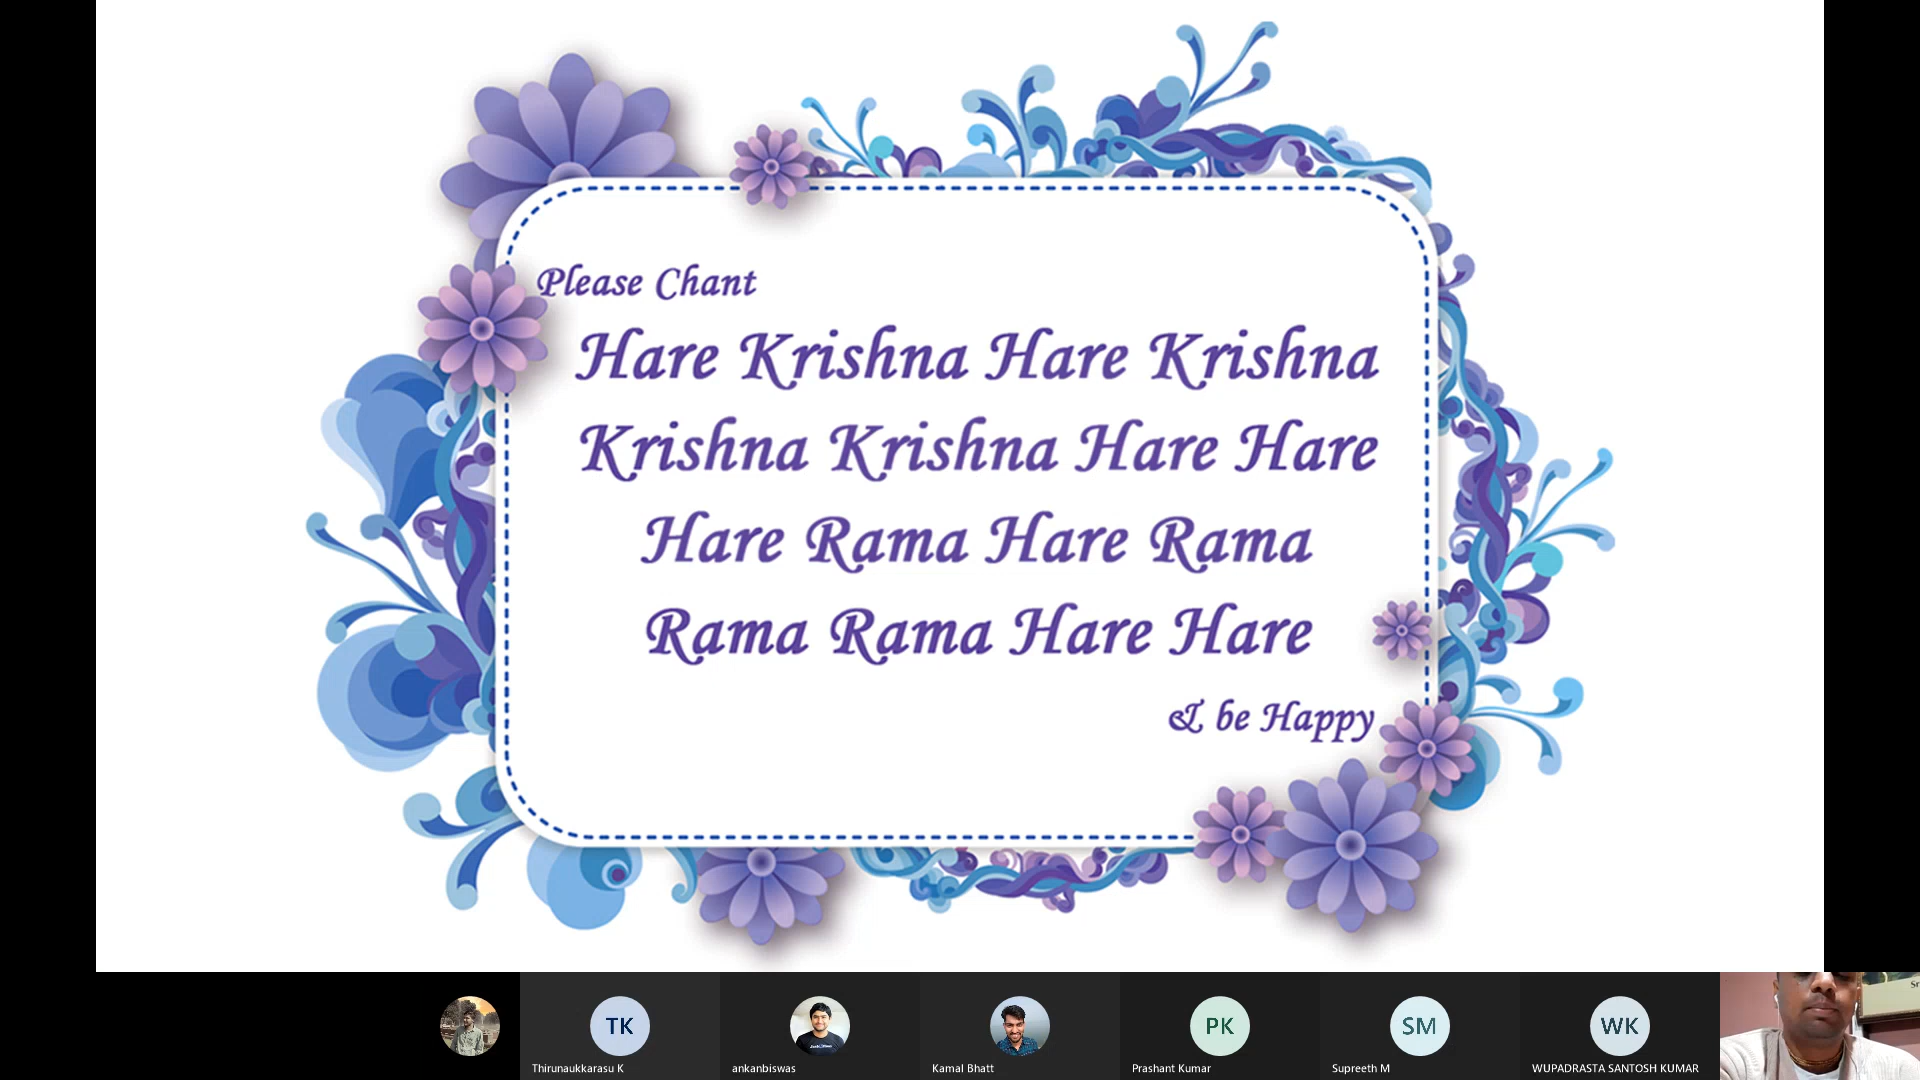 Please Chant
Hare Krishna Hare Krishna
Krishna Krishna Hare Hare
Hare Rama Hare Rama
Rama Rama Hare Hare
& be Happy
TK
PK
SM
WK
Thirunaukkarasu K
ankanbiswas
Kamal Bhatt
Prashant Kumar
Supreeth M
WUPADRASTA SANTOSH KUMAR